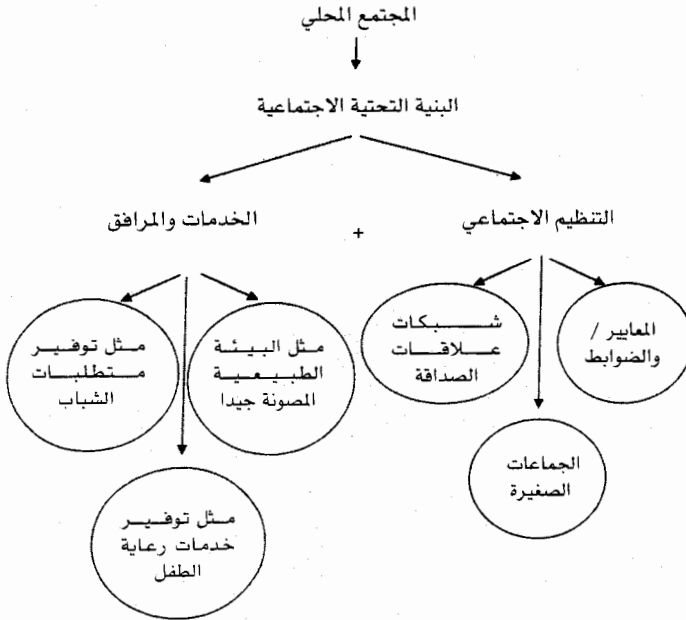 المجتمع المحلي
البنية التحتية الاجتماعية
التنظيم الاجتماعي
+
الخدمات والمرافق
المعايير /
والضوابط
شبكات
علاقات
الصداقة
الجماعات
الصغيرة
مثل البيئة
الطبيعية
المصونة جيدا
مثل توفير
متطلبات
الشباب
مثل توفير
خدمات رعاية
الطفل